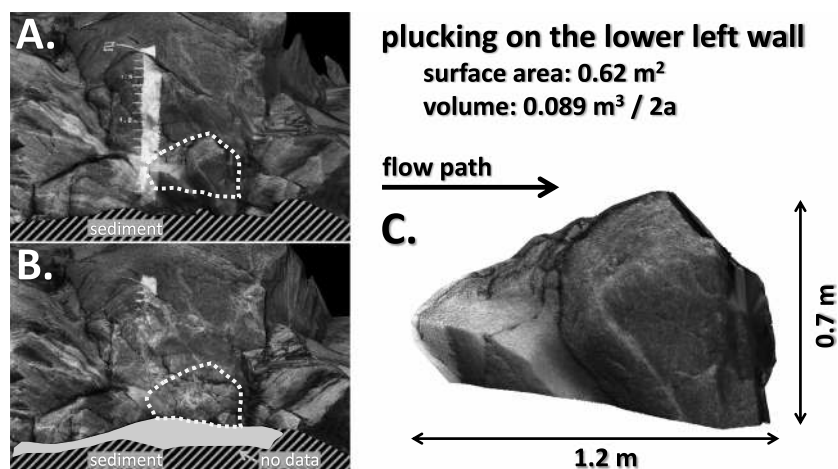 A.
sediment
B.
sediment
no data
plucking on the lower left wall
surface area: 0.62 m²
volume: 0.089 m³ / 2a
flow path
C.
0.7 m
1.2 m